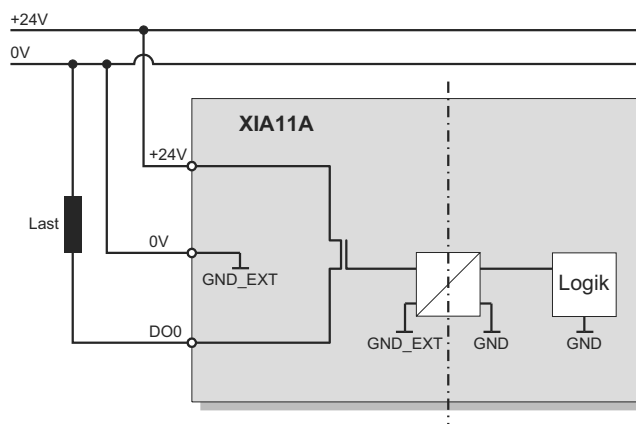 +24V
0V
XIA11A
+24V
Last
0V
GND_EXT
Logik
DO0
GND_EXT
GND
GND